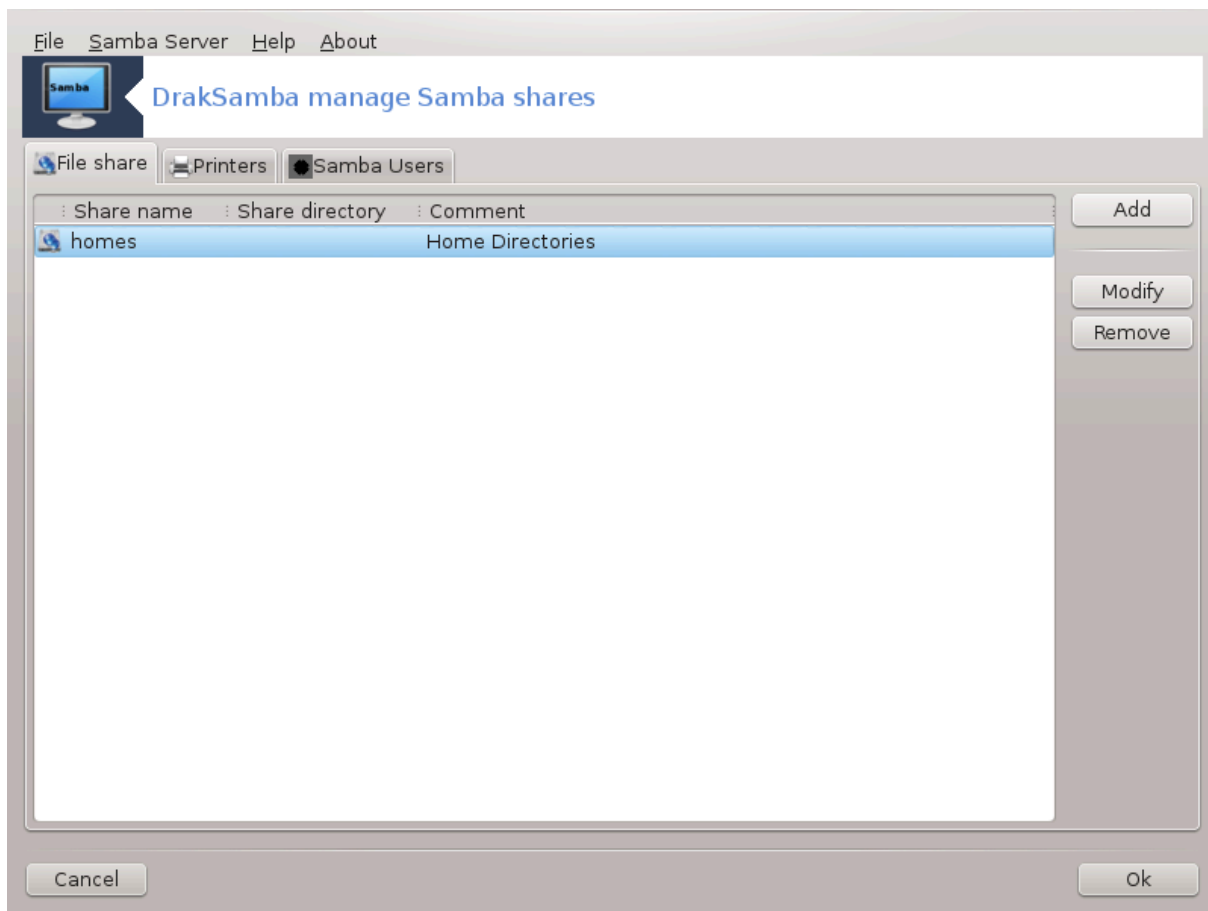 File Samba Server Help About
Samba
DrakSamba manage Samba shares
File share Printers Samba Users
Share name Share directory Comment
homes Home Directories
Add
Modify
Remove
Cancel Ok